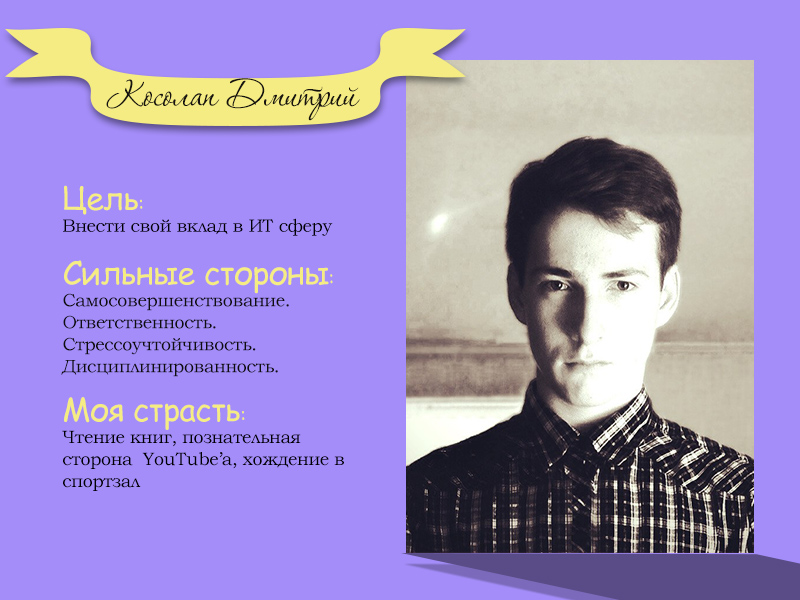 Косолап Дмитрий
Цель:
Внести свой вклад в ИТ сферу
Сильные стороны:
Самосовершенствование.
Ответственность.
Стрессоучтойчивость.
Дисциплинированность.
Моя страсть:
Чтение книг, познательная
сторона YouTube’а, хождение в
спортзал